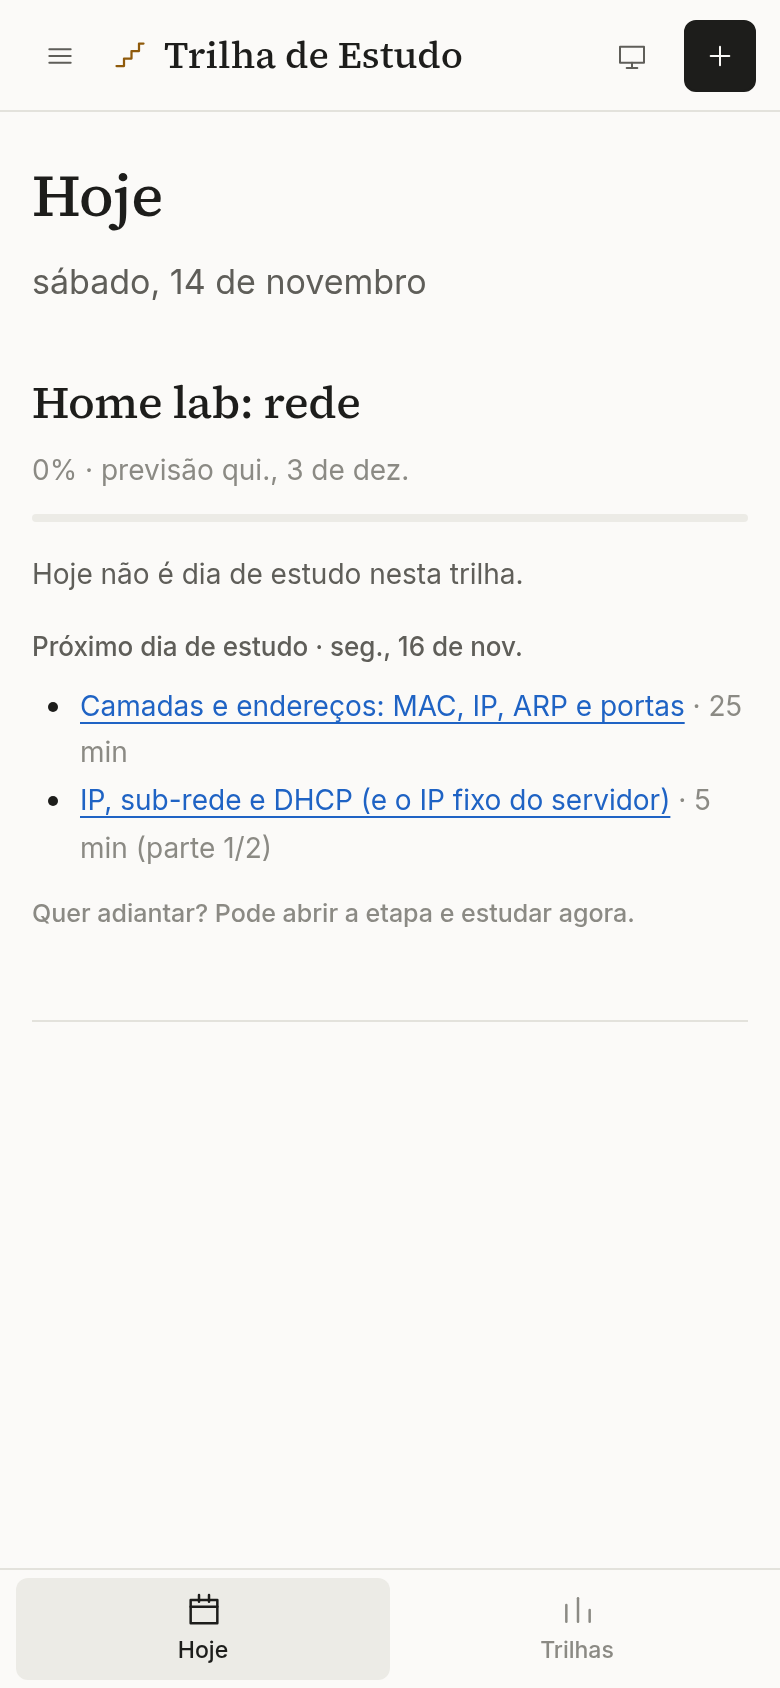 Trilha de Estudo
Hoje
sábado, 14 de novembro
Home lab: rede
0% · previsão qui., 3 de dez.
Hoje não é dia de estudo nesta trilha.
Próximo dia de estudo · seg., 16 de nov.
Camadas e endereços: MAC, IP, ARP e portas · 25
min
IP, sub-rede e DHCP (e o IP fixo do servidor) · 5
min (parte 1/2)
Quer adiantar? Pode abrir a etapa e estudar agora.
Hoje
Trilhas